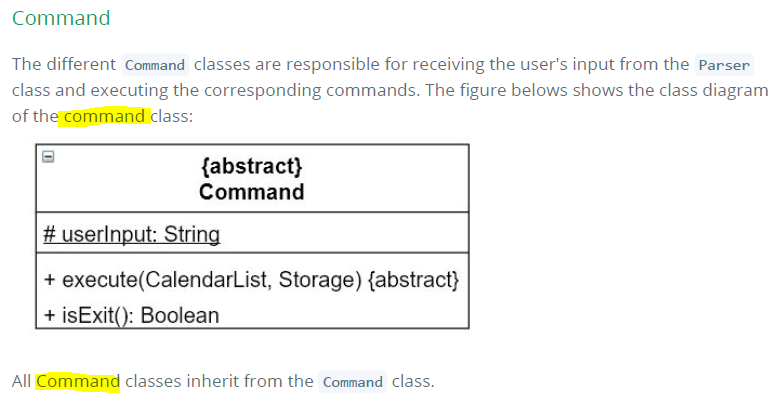 Command
The different Command classes are responsible for receiving the user's input from the Parser
class and executing the corresponding commands. The figure belows shows the class diagram
of the command class:
{abstract}
Command
# userInput: String
+ execute(CalendarList, Storage) {abstract}
+ isExit(): Boolean
All Command classes inherit from the Command class.